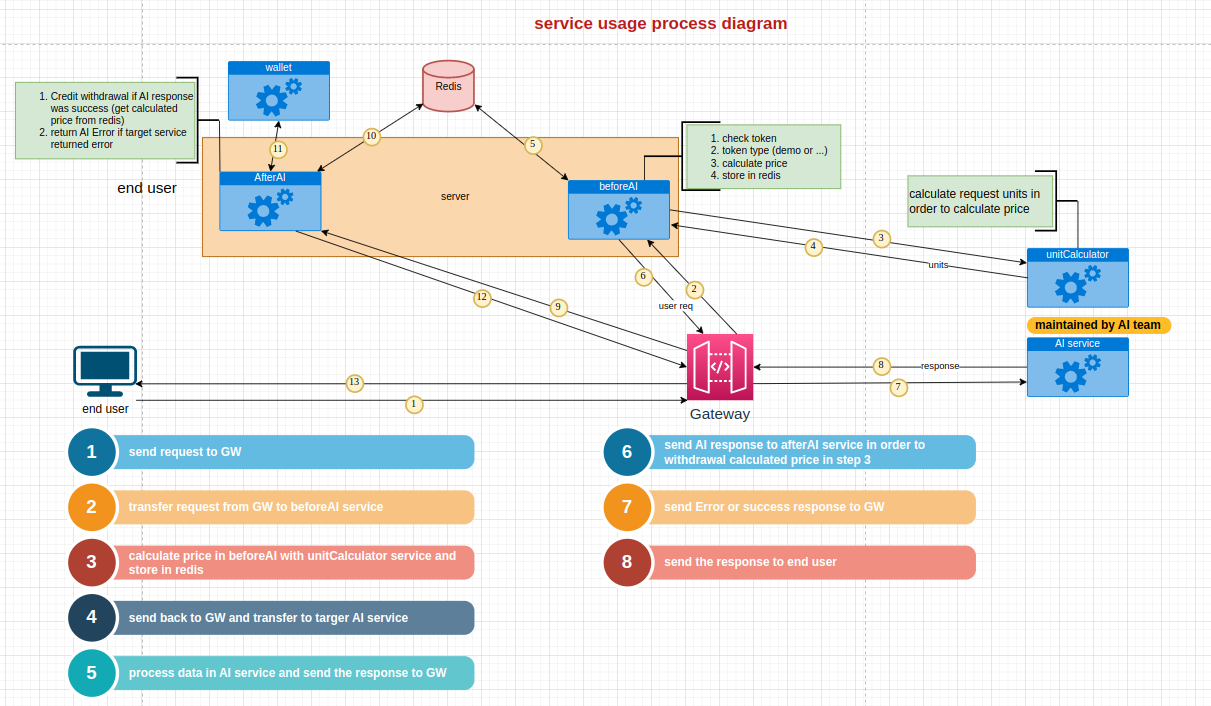 service usage process diagram
wallet
Redis
1. Credit withdrawal if AI response
was success (get calculated
price from redis)
2. return AI Error if target service
returned error
10
5
11
1. check token
2. token type (demo or ...)
3. calculate price
4. store in redis
end user
AfterAI
server
beforeAI
calculate request units in
order to calculate price
3
4
units
unitCalculator
6
2
12
9
user req
maintained by AI team
AI service
8
response
7
13
1
end user
Gateway
1
send request to GW
2
transfer request from GW to beforeAI service
3
calculate price in beforeAI with unitCalculator service and
store in redis
4
send back to GW and transfer to targer AI service
5
process data in AI service and send the response to GW
6
send AI response to afterAI service in order to
withdrawal calculated price in step 3
7
send Error or success response to GW
8
send the response to end user